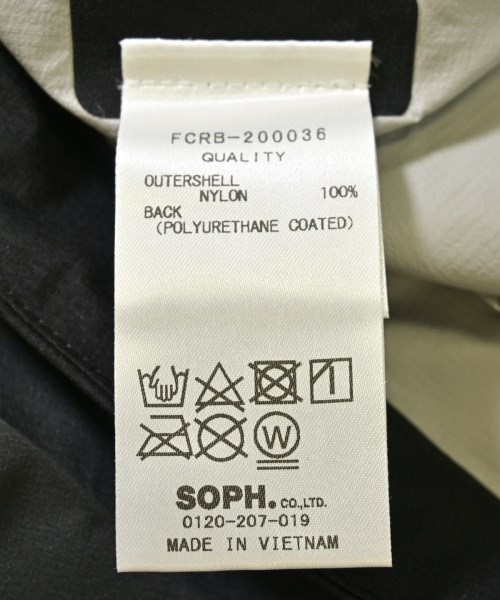 FCRB-200036
QUALITY
OUTERSHELL
NYLON 100%
BACK
(POLYURETHANE COATED)
W
SOPH. CO.,LTD.
0120-207-019
MADE IN VIETNAM